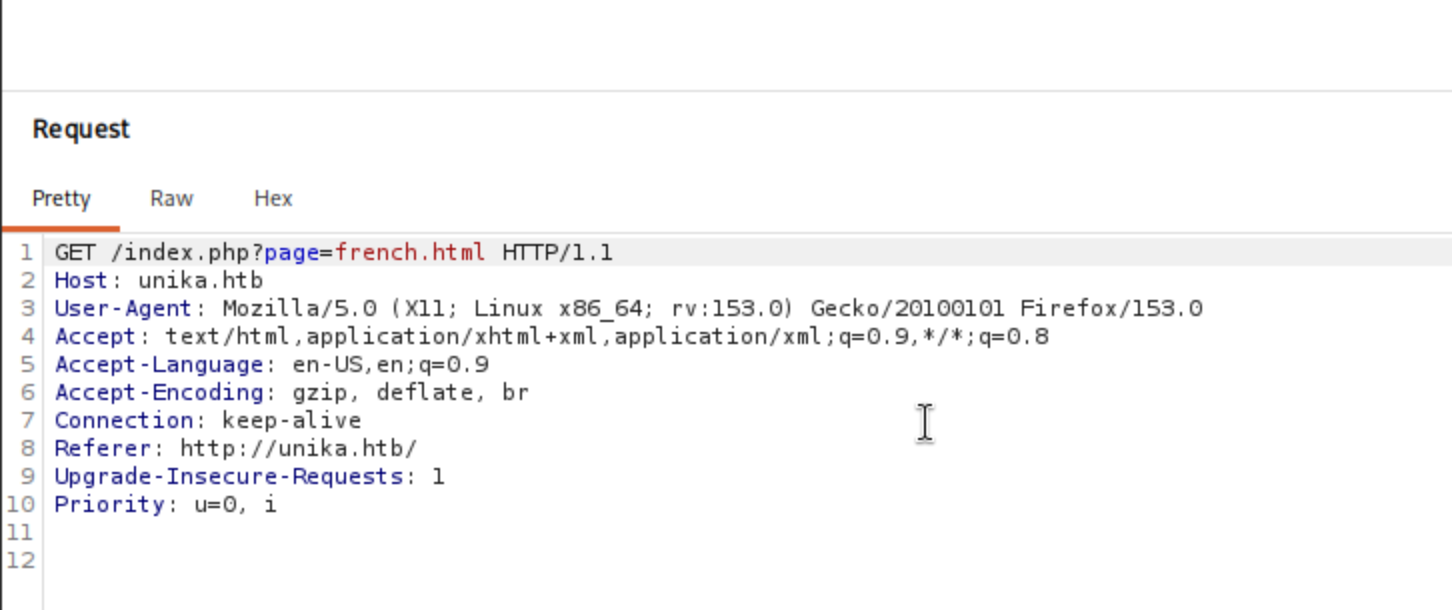 Request
Pretty Raw Hex
1 GET /index.php?page=french.html HTTP/1.1
2 Host: unika.htb
3 User-Agent: Mozilla/5.0 (X11; Linux x86_64; rv:153.0) Gecko/20100101 Firefox/153.0
4 Accept: text/html,application/xhtml+xml,application/xml;q=0.9,*/*;q=0.8
5 Accept-Language: en-US,en;q=0.9
6 Accept-Encoding: gzip, deflate, br
7 Connection: keep-alive
8 Referer: http://unika.htb/
9 Upgrade-Insecure-Requests: 1
10 Priority: u=0, i
11
12